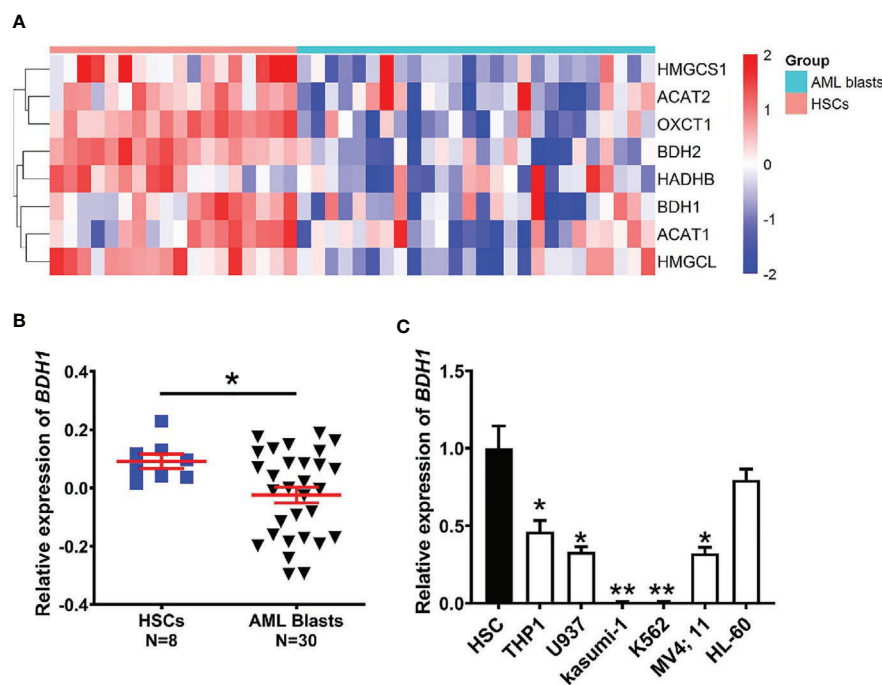 A
HMGCS1
ACAT2
OXCT1
BDH2
HADHB
BDH1
ACAT1
HMGCL
2
1
0
-1
-2
Group
AML blasts
HSCs
B
Relative expression of BDH1
0.4
0.2
0.0
-0.2
-0.4
*
HSCs
N=8
AML Blasts
N=30
C
Relative expression of BDH1
1.5
1.0
0.5
0.0
*
*
**
**
*
HSC
THP1
U937
kasumi-1
K562
MV4; 11
HL-60